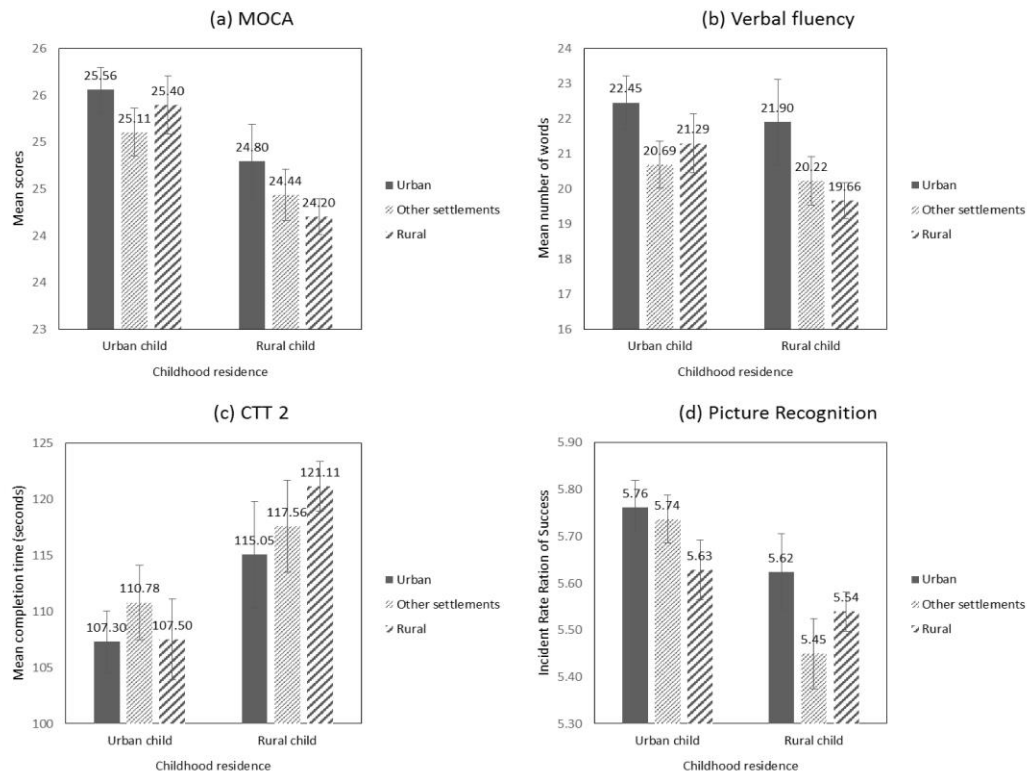 (a) MOCA
26
26
25
25
24
24
23
Mean scores
25.56
25.11
25.40
24.80
24.44
24.20
Urban child
Rural child
Childhood residence
Urban
Other settlements
Rural
(b) Verbal fluency
24
23
22
21
20
19
18
17
16
Mean number of words
22.45
20.69
21.29
21.90
20.22
19.66
Urban child
Rural child
Childhood residence
Urban
Other settlements
Rural
(c) CTT 2
125
120
115
110
105
100
Mean completion time (seconds)
107.30
110.78
107.50
115.05
117.56
121.11
Urban child
Rural child
Childhood residence
Urban
Other settlements
Rural
(d) Picture Recognition
5.90
5.80
5.70
5.60
5.50
5.40
5.30
Incident Rate Ration of Success
5.76
5.74
5.63
5.62
5.45
5.54
Urban child
Rural child
Childhood residence
Urban
Other settlements
Rural